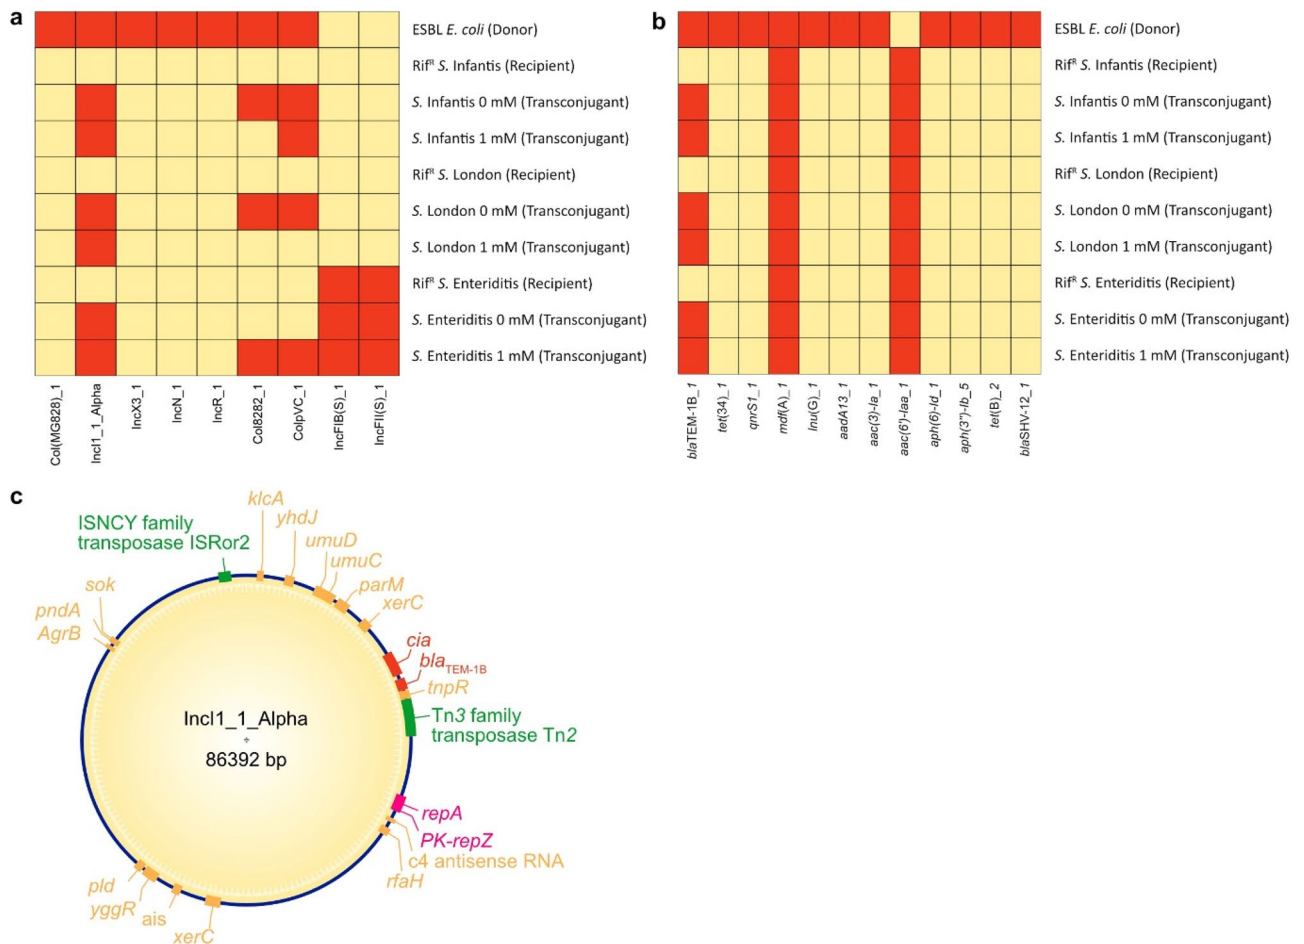 a
ESBL E. coli (Donor)
Rifᴿ S. Infantis (Recipient)
S. Infantis 0 mM (Transconjugant)
S. Infantis 1 mM (Transconjugant)
Rifᴿ S. London (Recipient)
S. London 0 mM (Transconjugant)
S. London 1 mM (Transconjugant)
Rifᴿ S. Enteriditis (Recipient)
S. Enteriditis 0 mM (Transconjugant)
S. Enteriditis 1 mM (Transconjugant)
Col(MG828)_1
IncI1_1_Alpha
IncX3_1
IncN_1
IncR_1
Col8282_1
ColpVC_1
IncFIB(S)_1
IncFII(S)_1
b
ESBL E. coli (Donor)
Rifᴿ S. Infantis (Recipient)
S. Infantis 0 mM (Transconjugant)
S. Infantis 1 mM (Transconjugant)
Rifᴿ S. London (Recipient)
S. London 0 mM (Transconjugant)
S. London 1 mM (Transconjugant)
Rifᴿ S. Enteriditis (Recipient)
S. Enteriditis 0 mM (Transconjugant)
S. Enteriditis 1 mM (Transconjugant)
blaTEM-1B_1
tet(34)_1
qnrS1_1
mdf(A)_1
lnu(G)_1
aadA13_1
aac(3)-Ia_1
aac(6')-Iaa_1
aph(6)-Id_1
aph(3'')-Ib_5
tet(B)_2
blaSHV-12_1
c
klcA
yhdJ
umuD
umuC
parM
xerC
cia
bla TEM-1B
tnpR
Tn3 family
transposase Tn2
repA
PK-repZ
c4 antisense RNA
rfaH
xerC
ais
yggR
pld
AgrB
pndA
sok
ISNCY family
transposase ISRor2
IncI1_1_Alpha
÷
86392 bp